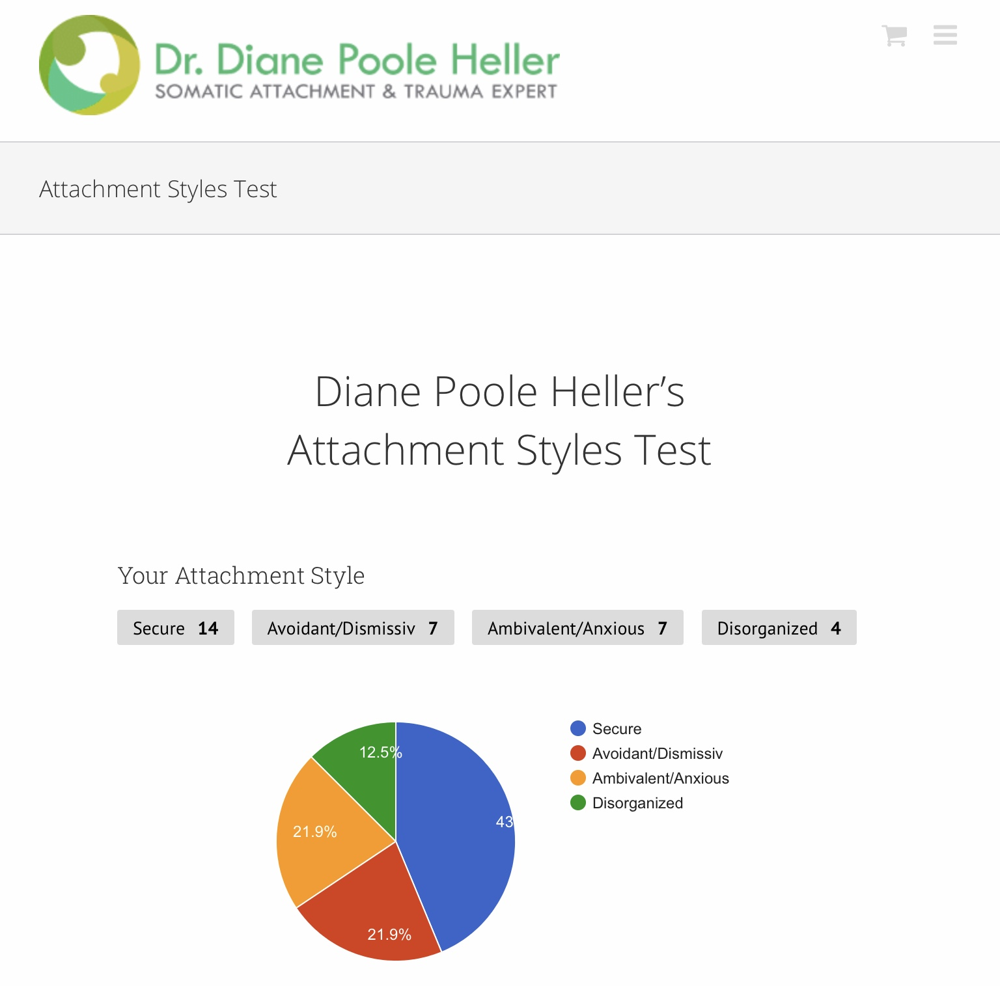 Dr. Diane Poole Heller
SOMATIC ATTACHMENT & TRAUMA EXPERT
Attachment Styles Test
Diane Poole Heller’s
Attachment Styles Test
Your Attachment Style
Secure 14 Avoidant/Dismissiv 7 Ambivalent/Anxious 7 Disorganized 4
Secure
Avoidant/Dismissiv
Ambivalent/Anxious
Disorganized
12.5%
43
21.9%
21.9%